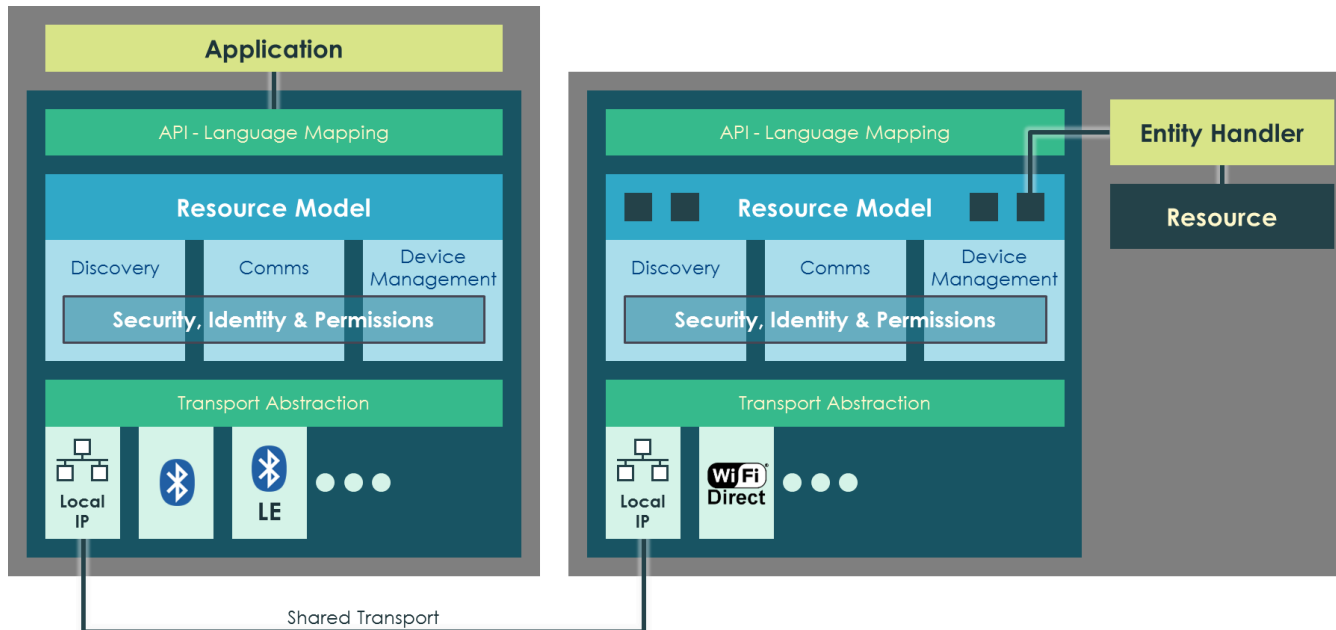 Application
API - Language Mapping
Resource Model
Discovery
Comms
Device
Management
Security, Identity & Permissions
Transport Abstraction
Local
IP
LE
API - Language Mapping
Resource Model
Discovery
Comms
Device
Management
Security, Identity & Permissions
Transport Abstraction
Local
IP
Wi Fi
Direct
Entity Handler
Resource
Shared Transport